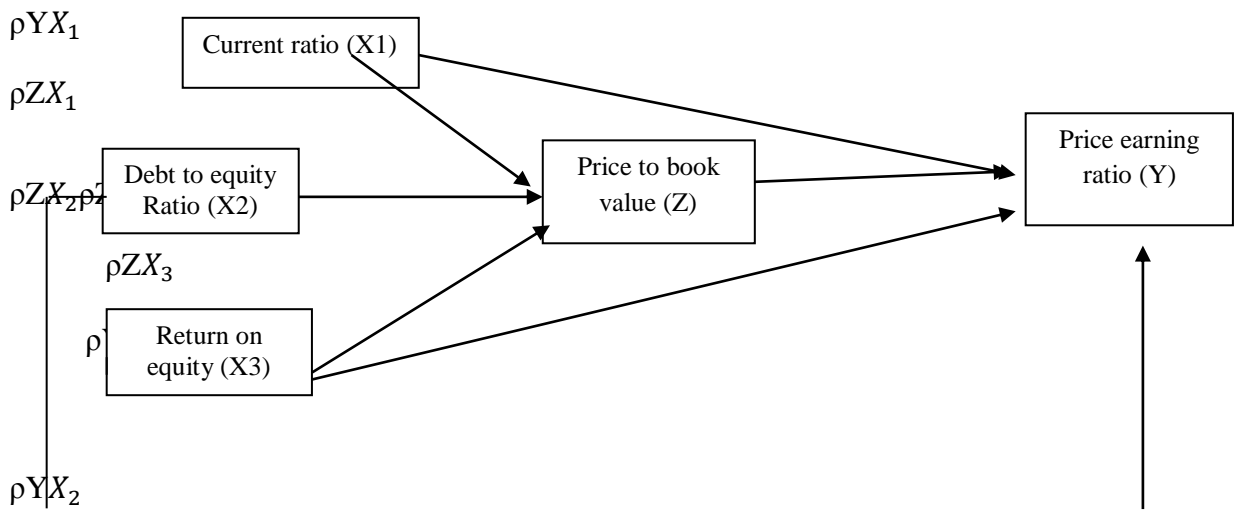 ρYX₁
Current ratio (X1)
ρZX₁
Price earning
ratio (Y)
Price to book
value (Z)
Debt to equity
Ratio (X2)
ρZX₂
ρZX₃
Return on
equity (X3)
ρYX₂